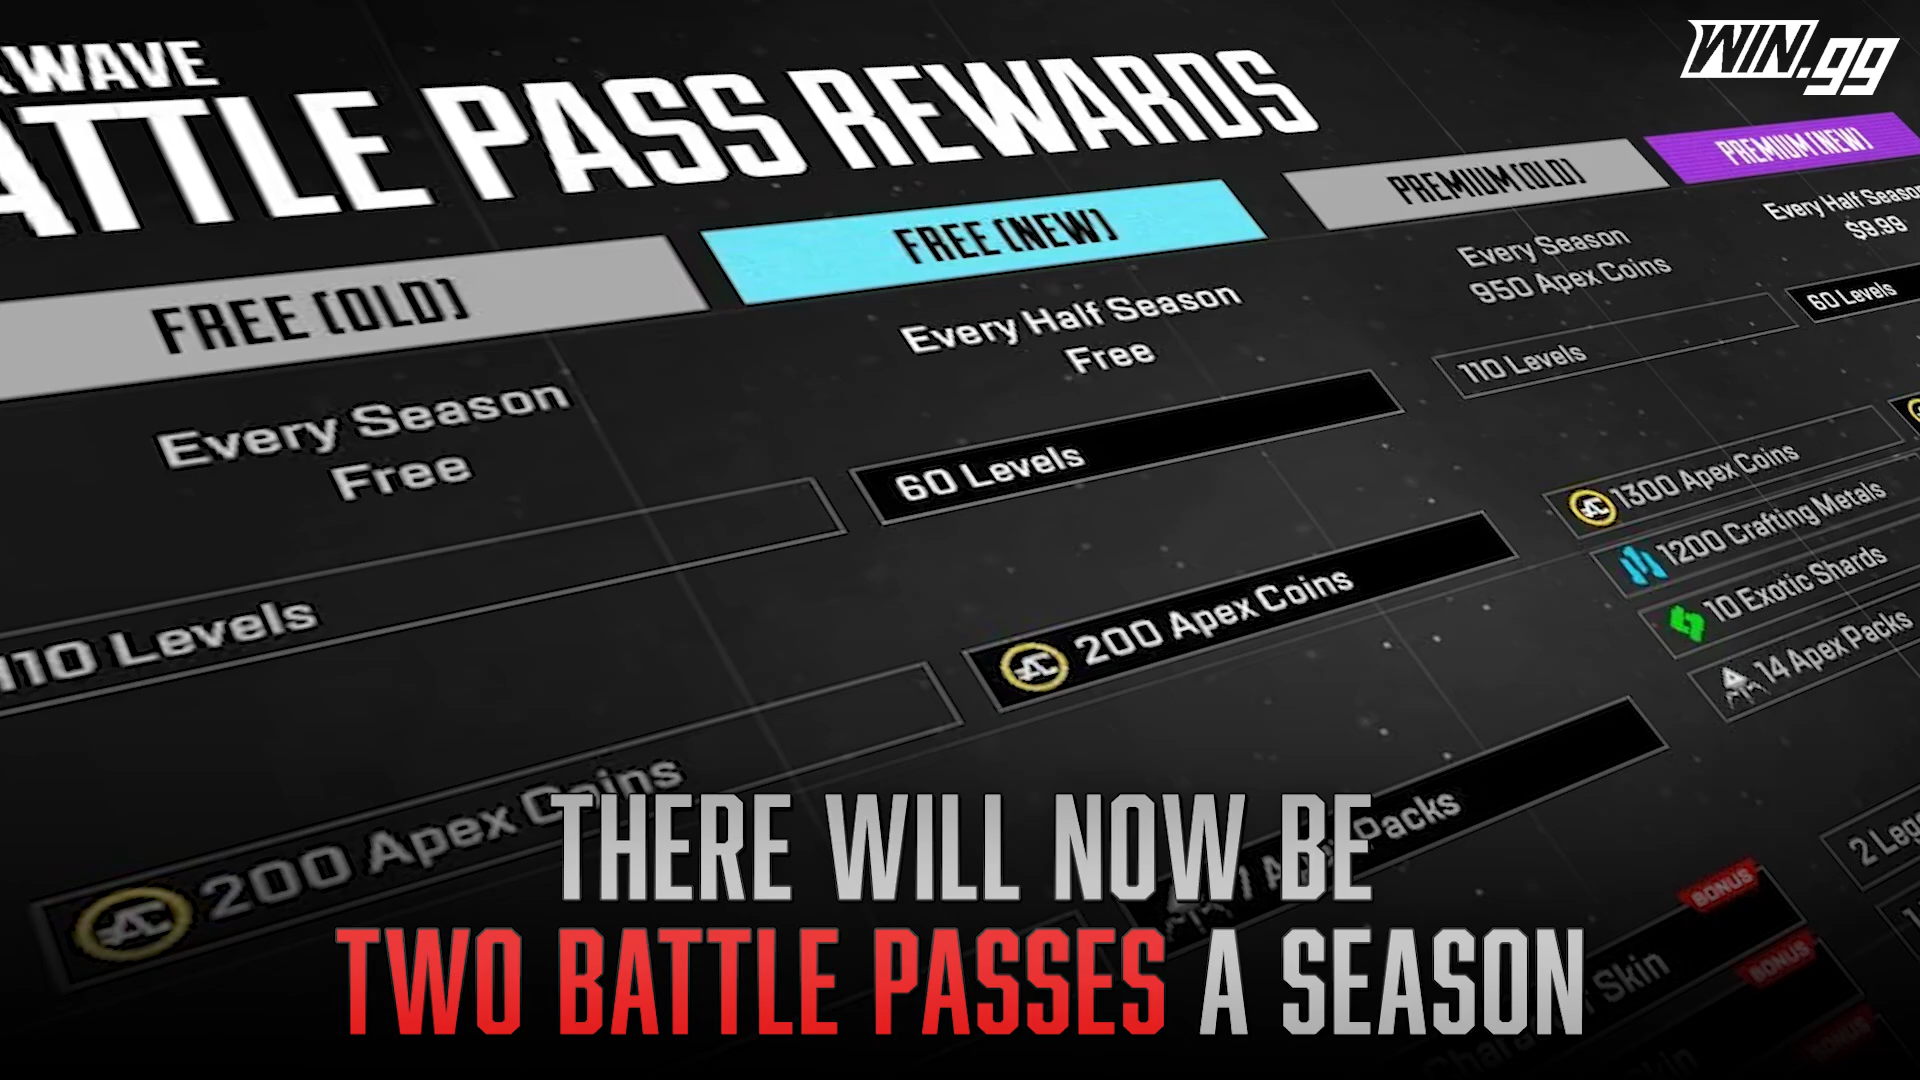 WAVE
ATTLE PASS REWARDS
WIN.gg
FREE [OLD]
Every Season
Free
110 Levels
200 Apex Coins
FREE [NEW]
Every Half Season
Free
60 Levels
200 Apex Coins
Packs
BONUS
Skin
BONUS
PREMIUM [OLD]
Every Season
950 Apex Coins
110 Levels
1300 Apex Coins
1200 Crafting Metals
10 Exotic Shards
14 Apex Packs
2 Leg
PREMIUM [NEW]
Every Half Season
$9.99
60 Levels
THERE WILL NOW BE
TWO BATTLE PASSES A SEASON